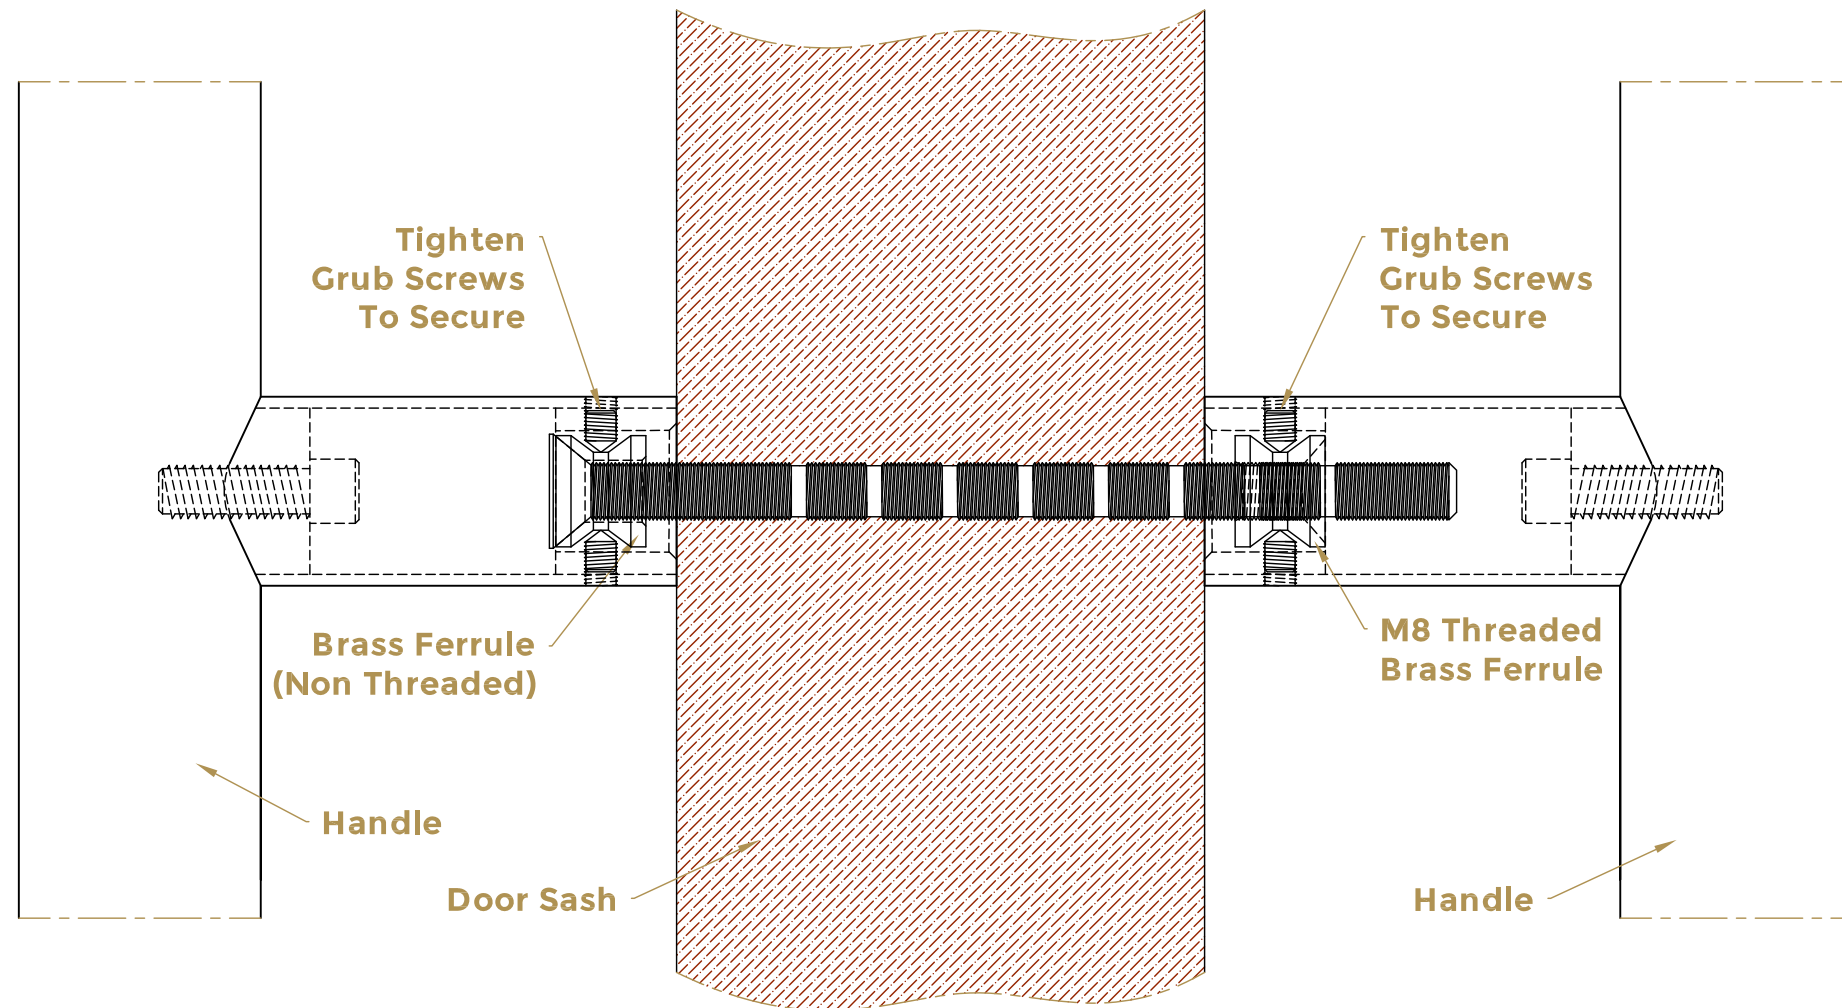 Tighten
Grub Screws
To Secure
Tighten
Grub Screws
To Secure
Brass Ferrule
(Non Threaded)
M8 Threaded
Brass Ferrule
Handle
Door Sash
Handle